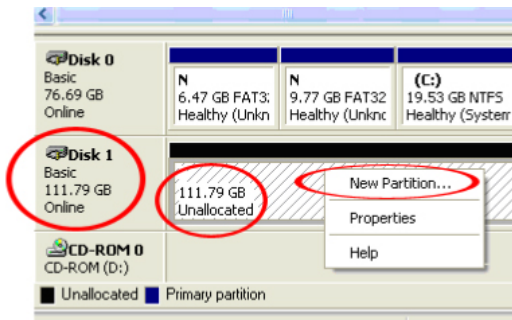 Disk 0
Basic
76.69 GB
Online
N
6.47 GB FAT3:
Healthy (Unkn
N
9.77 GB FAT32
Healthy (Unknc
(C:)
19.53 GB NTFS
Healthy (System
Disk 1
Basic
111.79 GB
Online
111.79 GB
Unallocated
New Partition...
Properties
Help
CD-ROM 0
CD-ROM (D:)
Unallocated
Primary partition